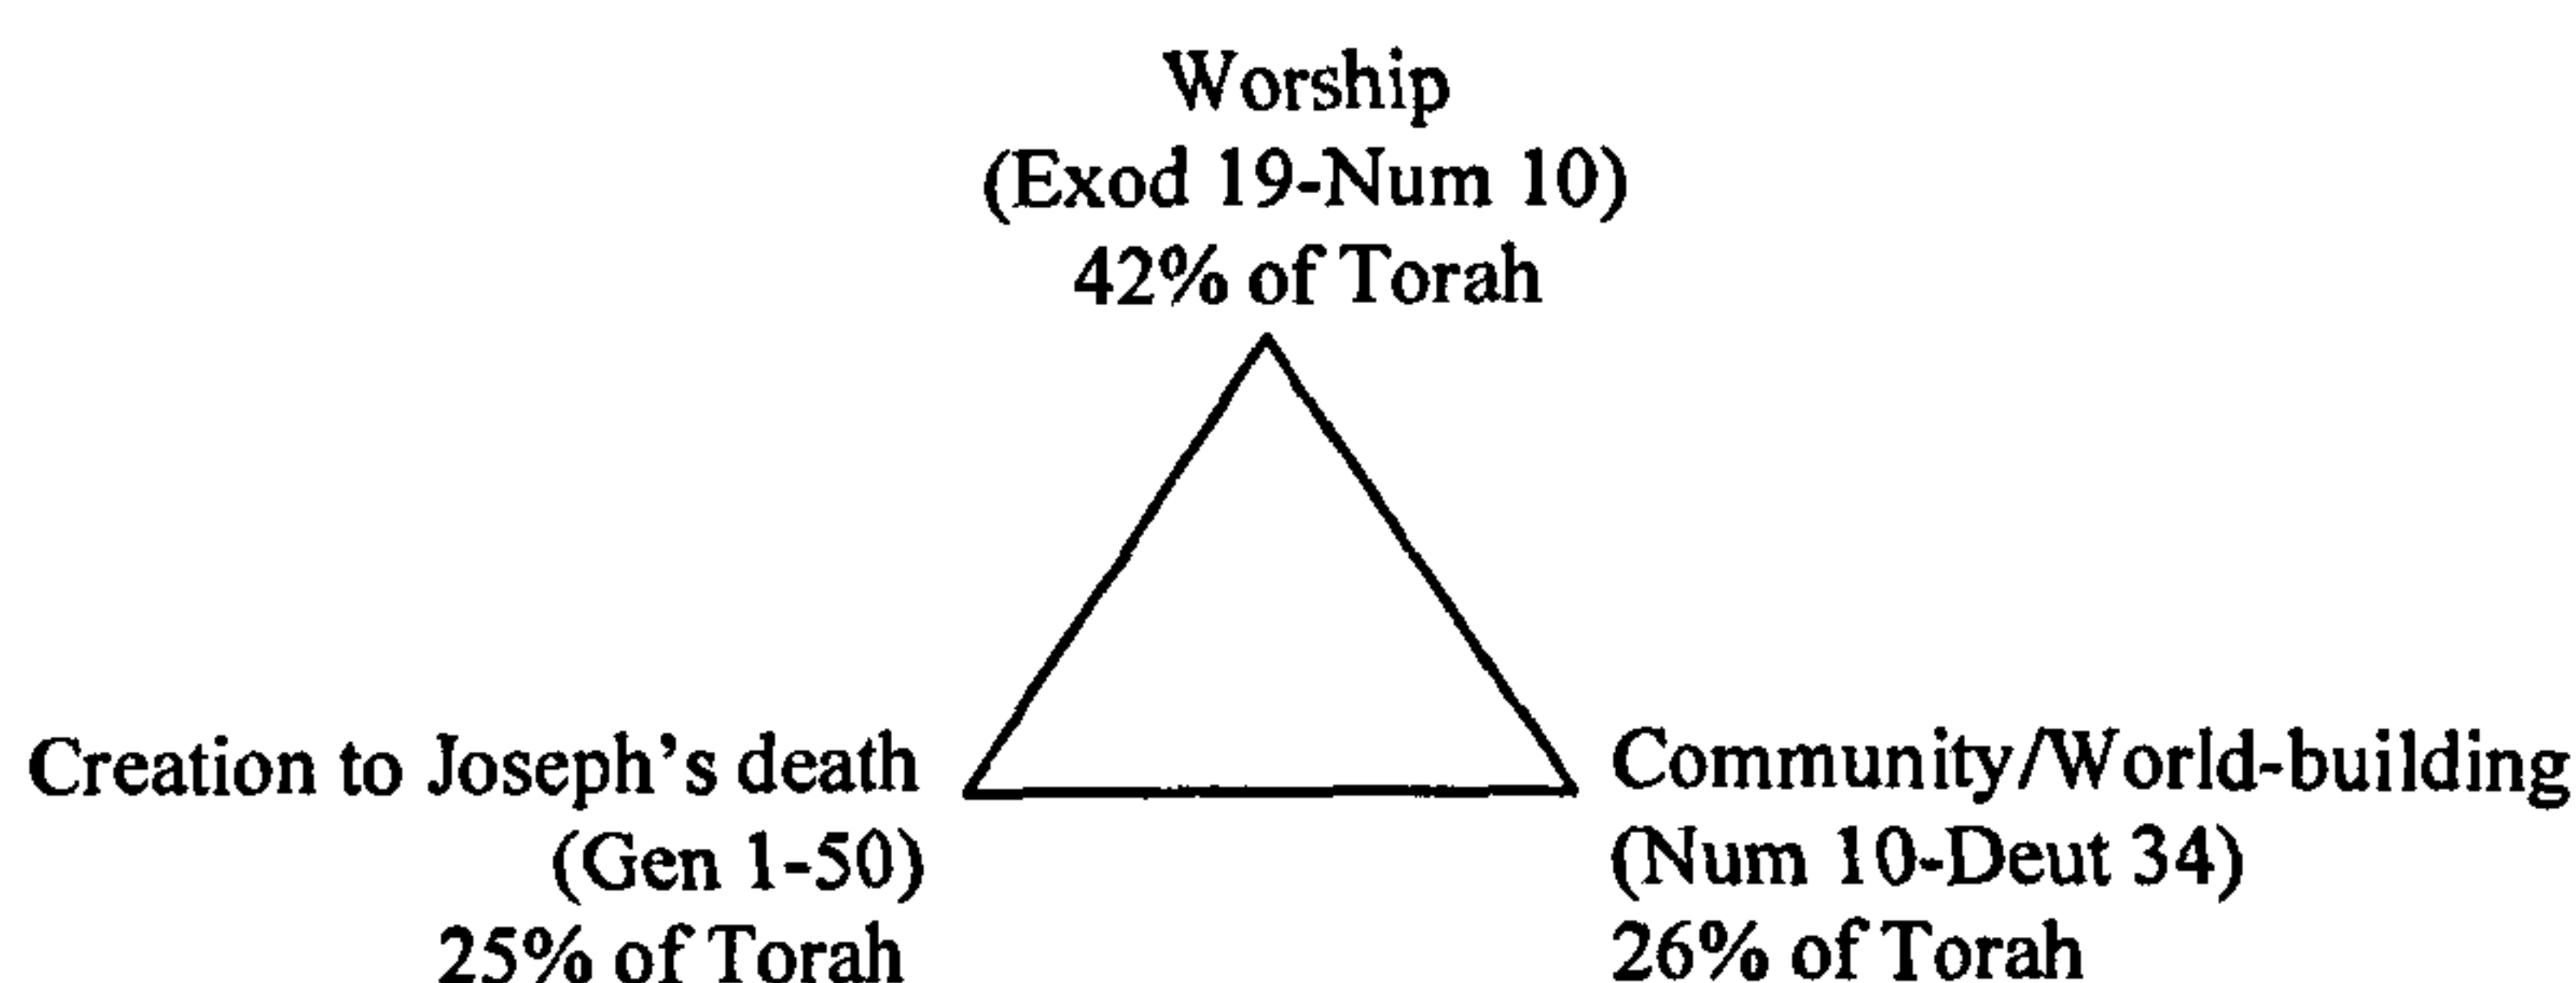 Worship
(Exod 19-Num 10)
42% of Torah
Creation to Joseph's death
(Gen 1-50)
25% of Torah
Community/World-building
(Num 10-Deut 34)
26% of Torah